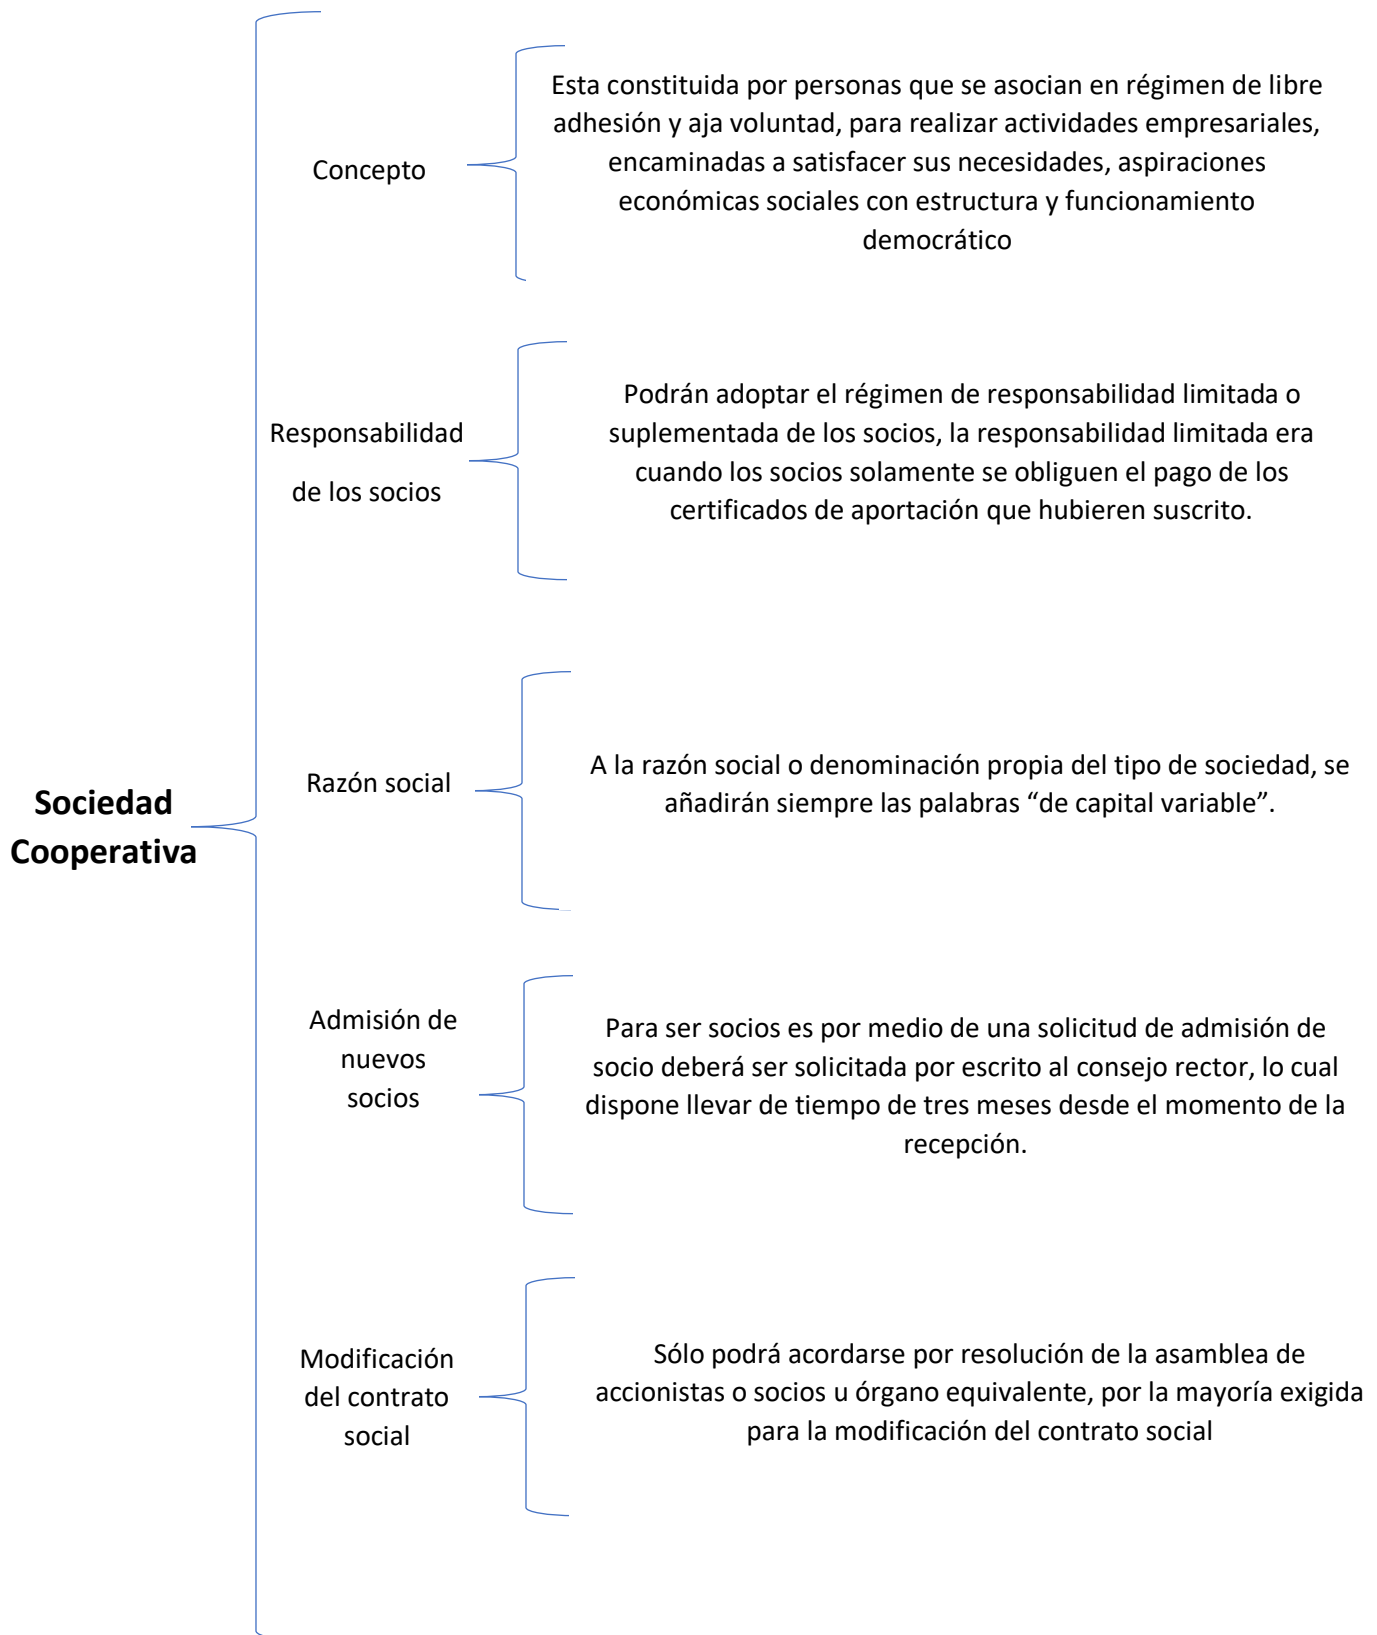 Sociedad
Cooperativa
Concepto
Esta constituida por personas que se asocian en régimen de libre
adhesión y aja voluntad, para realizar actividades empresariales,
encaminadas a satisfacer sus necesidades, aspiraciones
económicas sociales con estructura y funcionamiento
democrático
Responsabilidad
de los socios
Podrán adoptar el régimen de responsabilidad limitada o
suplementada de los socios, la responsabilidad limitada era
cuando los socios solamente se obliguen el pago de los
certificados de aportación que hubieren suscrito.
Razón social
A la razón social o denominación propia del tipo de sociedad, se
añadirán siempre las palabras “de capital variable”.
Admisión de
nuevos
socios
Para ser socios es por medio de una solicitud de admisión de
socio deberá ser solicitada por escrito al consejo rector, lo cual
dispone llevar de tiempo de tres meses desde el momento de la
recepción.
Modificación
del contrato
social
Sólo podrá acordarse por resolución de la asamblea de
accionistas o socios u órgano equivalente, por la mayoría exigida
para la modificación del contrato social